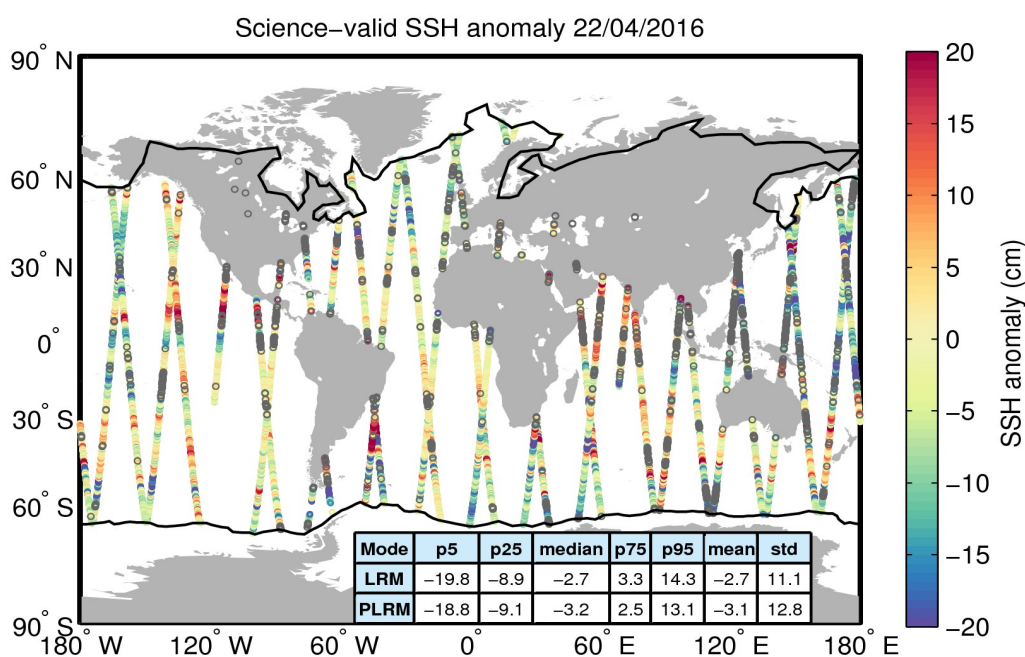 Science−valid SSH anomaly 22/04/2016
90° N
60° N
30° N
0°
30° S
60° S
90° S
180° W
120° W
60° W
0°
60° E
120° E
180° E
20
15
10
5
0
−5
−10
−15
−20
SSH anomaly (cm)
Mode p5 p25 median p75 p95 mean std
LRM −19.8 −8.9 −2.7 3.3 14.3 −2.7 11.1
PLRM −18.8 −9.1 −3.2 2.5 13.1 −3.1 12.8